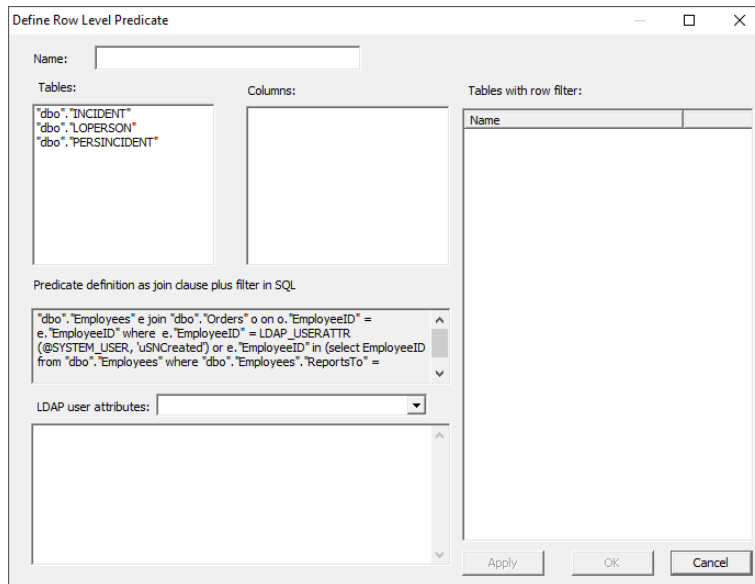 Define Row Level Predicate
Name:
Tables:
Columns:
Tables with row filter:
"dbo"."INCIDENT"
"dbo"."LOPERSON"
"dbo"."PERSINCIDENT"
Name
Predicate definition as join clause plus filter in SQL
"dbo"."Employees" e join "dbo"."Orders" o on o."EmployeeID" =
e."EmployeeID" where  e."EmployeeID" = LDAP_USERATTR
(@SYSTEM_USER, 'uSNCreated') or e."EmployeeID" in (select EmployeeID
from "dbo"."Employees" where "dbo"."Employees"."ReportsTo" =
LDAP user attributes:
Apply
OK
Cancel